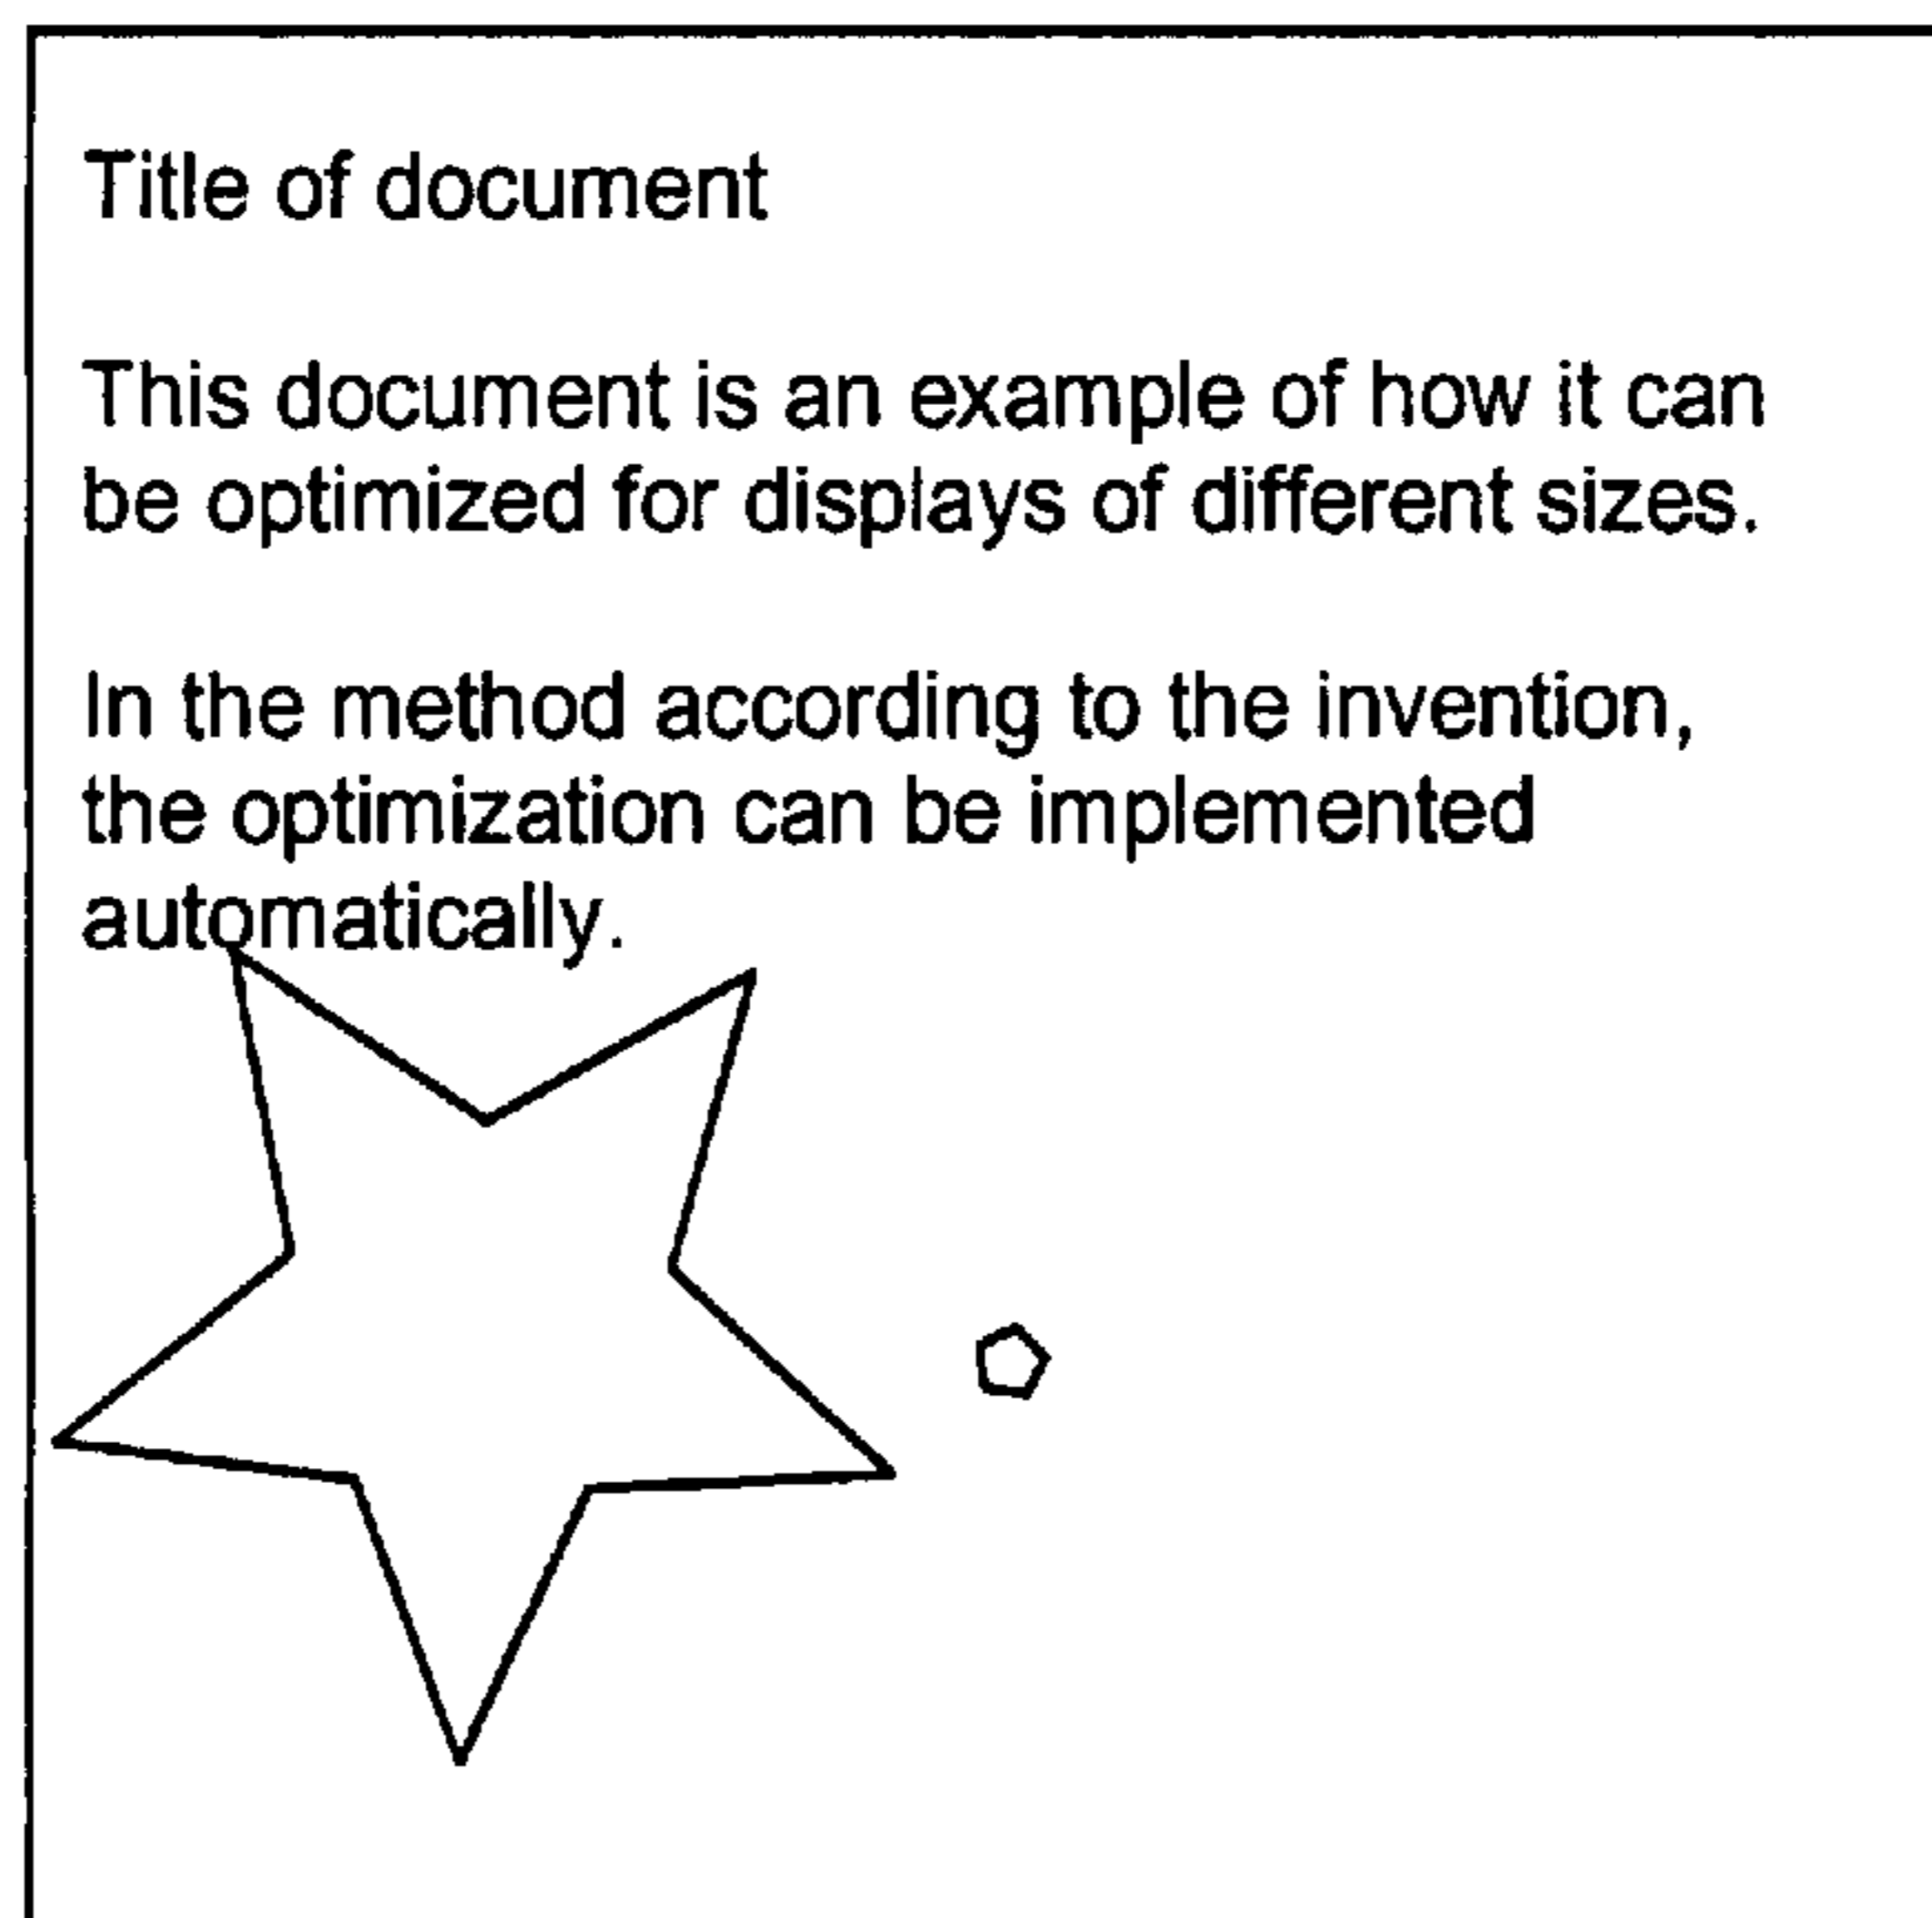 Title of document
This document is an example of how it can
be optimized for displays of different sizes.
In the method according to the invention,
the optimization can be implemented
automatically.